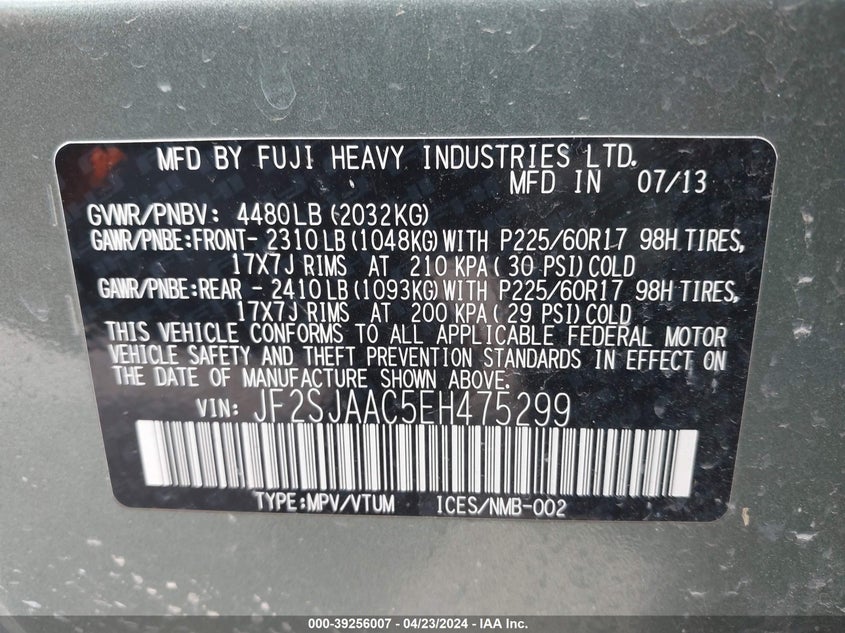 MFD BY FUJI HEAVY INDUSTRIES LTD.
MFD IN 07/13
GVWR/PNBV: 4480LB (2032KG)
GAWR/PNBE:FRONT- 2310LB (1048KG) WITH P225/60R17 98H TIRES,
17X7J RIMS AT 210 KPA ( 30 PSI) COLD
GAWR/PNBE:REAR - 2410LB (1093KG) WITH P225/60R17 98H TIRES,
17X7J RIMS AT 200 KPA ( 29 PSI) COLD
THIS VEHICLE CONFORMS TO ALL APPLICABLE FEDERAL MOTOR
VEHICLE SAFETY AND THEFT PREVENTION STANDARDS IN EFFECT ON
THE DATE OF MANUFACTURE SHOWN ABOVE.
VIN: JF2SJAAC5EH475299
TYPE:MPV/VTUM ICES/NMB-002
000-39256007 - 04/23/2024 - IAA Inc.